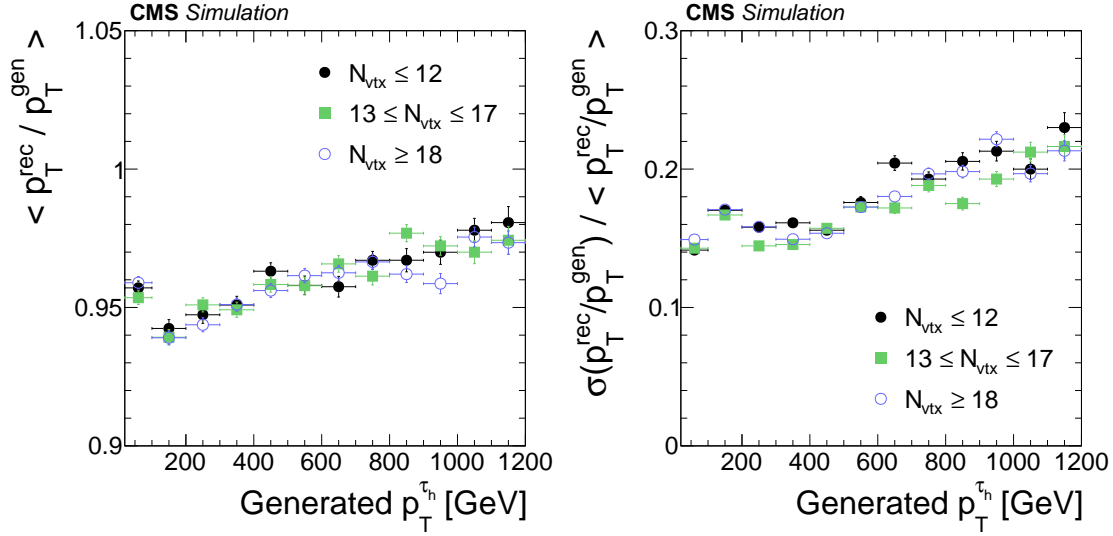 CMS Simulation
< p_T^rec / p_T^gen >
1.05
1
0.95
0.9
N_vtx ≤ 12
13 ≤ N_vtx ≤ 17
N_vtx ≥ 18
200 400 600 800 1000 1200
Generated p_T^τ_h [GeV]
CMS Simulation
σ(p_T^rec/p_T^gen) / < p_T^rec/p_T^gen >
0.3
0.2
0.1
0
N_vtx ≤ 12
13 ≤ N_vtx ≤ 17
N_vtx ≥ 18
200 400 600 800 1000 1200
Generated p_T^τ_h [GeV]